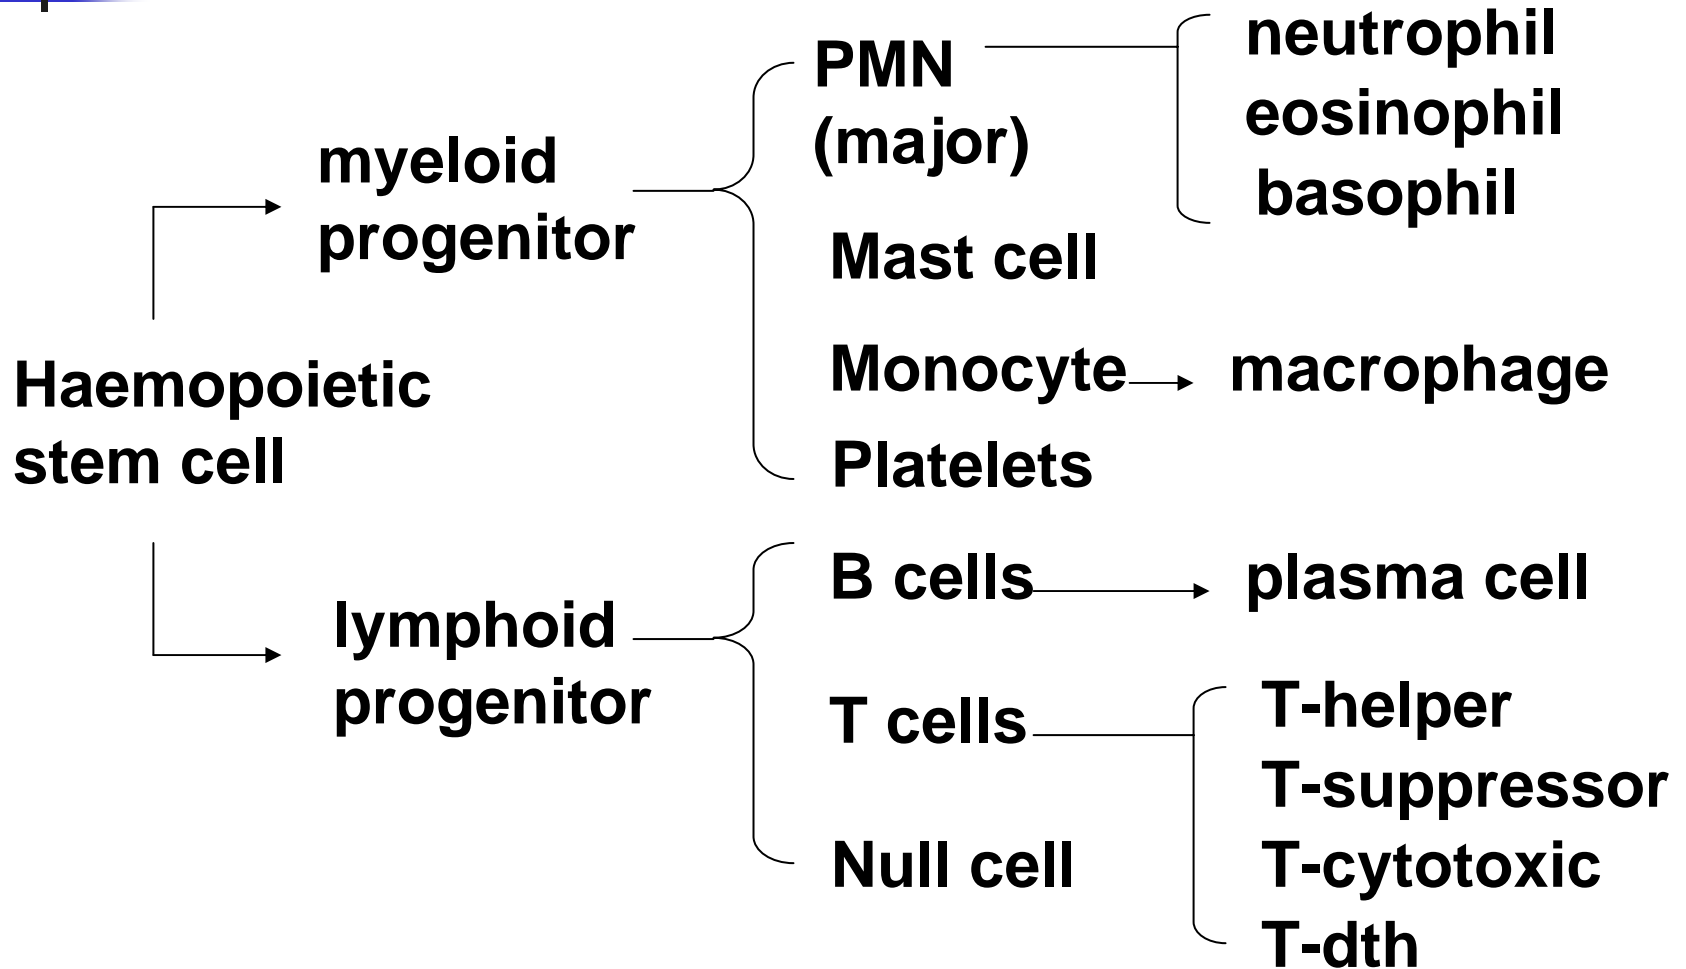 Haemopoietic
stem cell
myeloid
progenitor
PMN
(major)
neutrophil
eosinophil
basophil
Mast cell
Monocyte
macrophage
Platelets
lymphoid
progenitor
B cells
plasma cell
T cells
T-helper
T-suppressor
T-cytotoxic
T-dth
Null cell